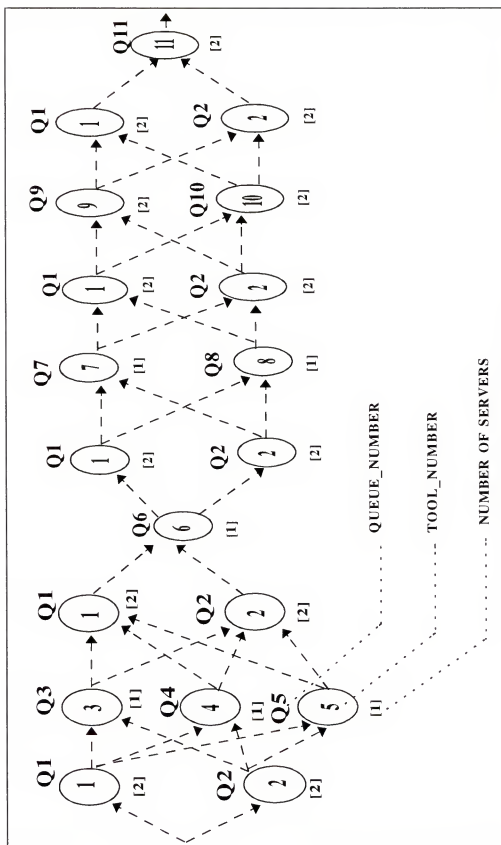 Q1
1
[2]
Q2
2
[2]
Q3
3
[1]
Q4
4
[1]
Q5
5
[1]
Q1
1
[2]
Q2
2
[2]
Q6
6
[1]
Q1
1
[2]
Q2
2
[2]
Q7
7
[1]
Q8
8
[1]
Q1
1
[2]
Q2
2
[2]
Q9
9
[2]
Q10
10
[2]
Q1
1
[2]
Q2
2
[2]
Q11
11
[2]
QUEUE_NUMBER
TOOL_NUMBER
NUMBER OF SERVERS